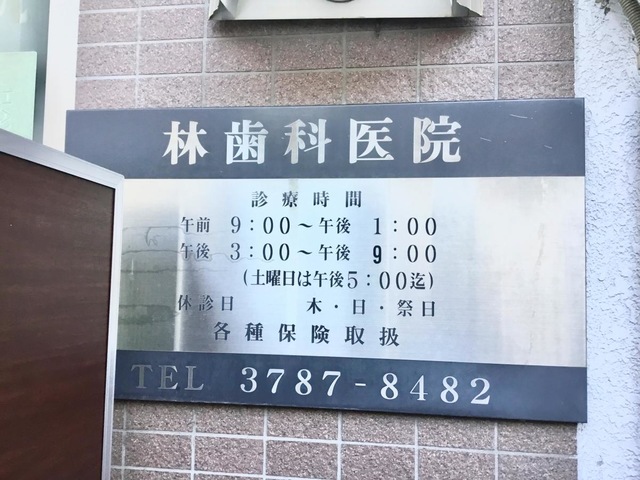 林歯科医院
診療時間
午前 9:00～午後 1:00
午後 3:00～午後 9:00
(土曜日は午後5:00迄)
休診日 木・日・祭日
各種保険取扱
TEL 3787-8482